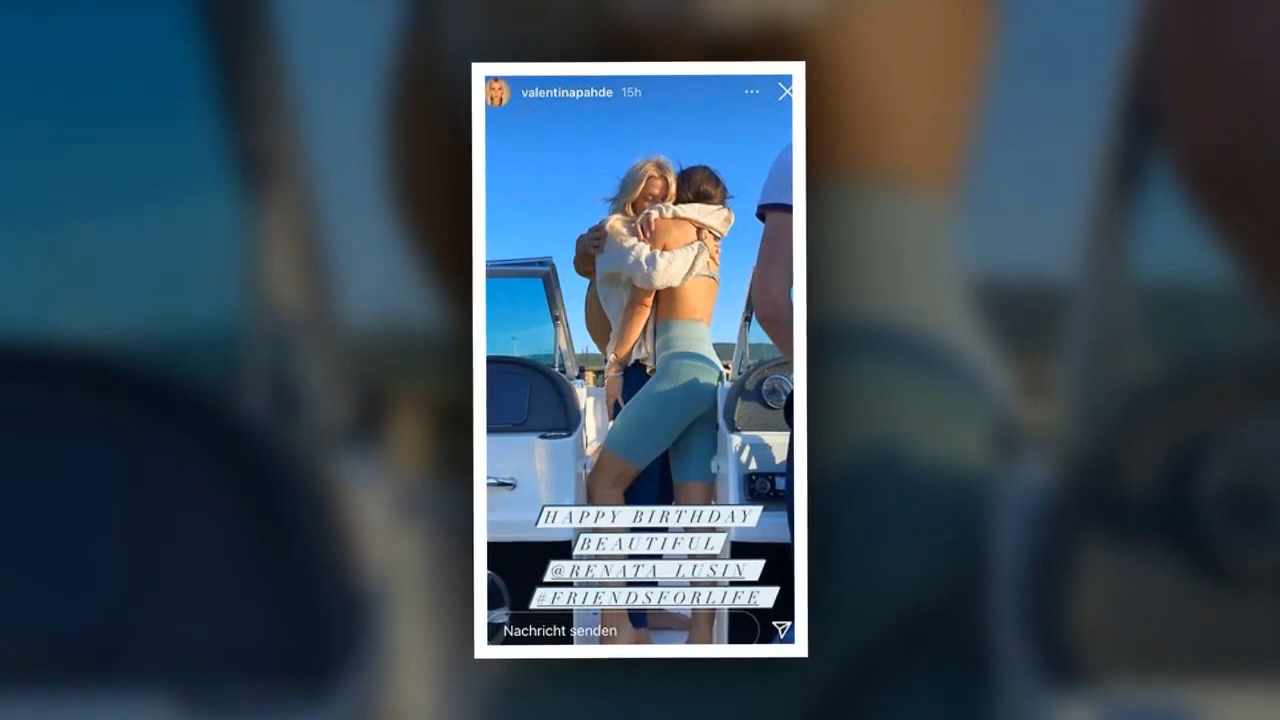 valentinapahde 15h
HAPPY BIRTHDAY
BEAUTIFUL
@RENATA_LUSIN
#FRIENDSFORLIFE
Nachricht senden